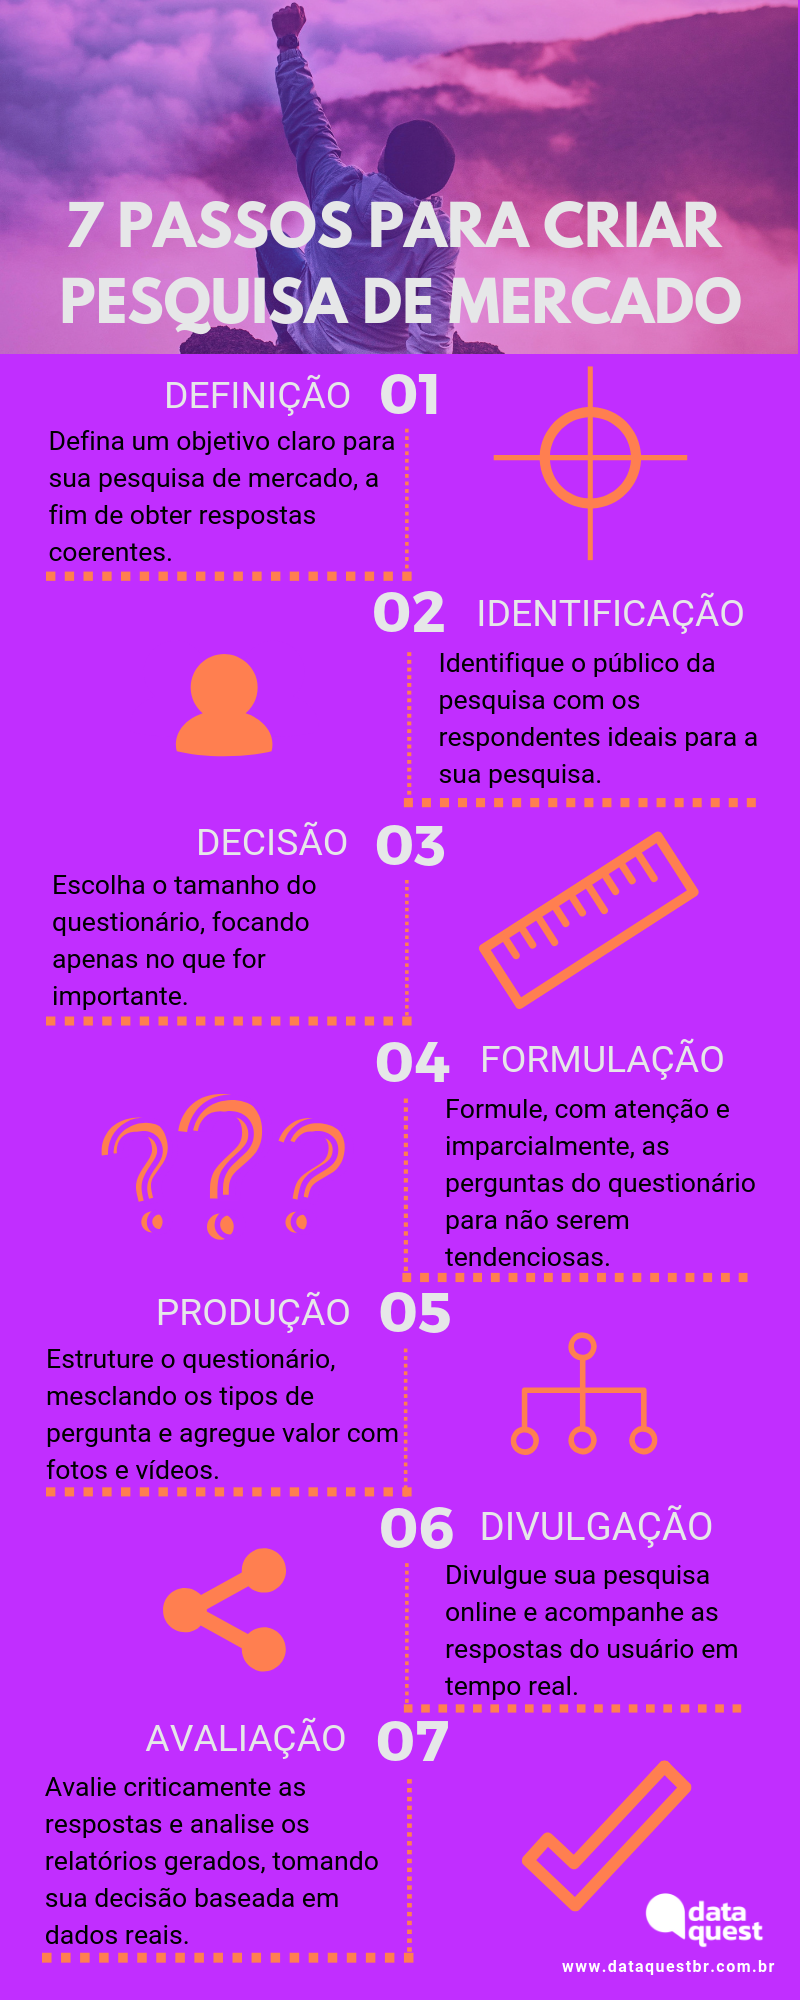 7 PASSOS PARA CRIAR
PESQUISA DE MERCADO
DEFINIÇÃO 01
Defina um objetivo claro para
sua pesquisa de mercado, a
fim de obter respostas
coerentes.
02 IDENTIFICAÇÃO
Identifique o público da
pesquisa com os
respondentes ideais para a
sua pesquisa.
DECISÃO 03
Escolha o tamanho do
questionário, focando
apenas no que for
importante.
04 FORMULAÇÃO
Formule, com atenção e
imparcialmente, as
perguntas do questionário
para não serem
tendenciosas.
???
PRODUÇÃO 05
Estruture o questionário,
mesclando os tipos de
pergunta e agregue valor com
fotos e vídeos.
06 DIVULGAÇÃO
Divulgue sua pesquisa
online e acompanhe as
respostas do usuário em
tempo real.
AVALIAÇÃO 07
Avalie criticamente as
respostas e analise os
relatórios gerados, tomando
sua decisão baseada em
dados reais.
data
quest
www.dataquestbr.com.br